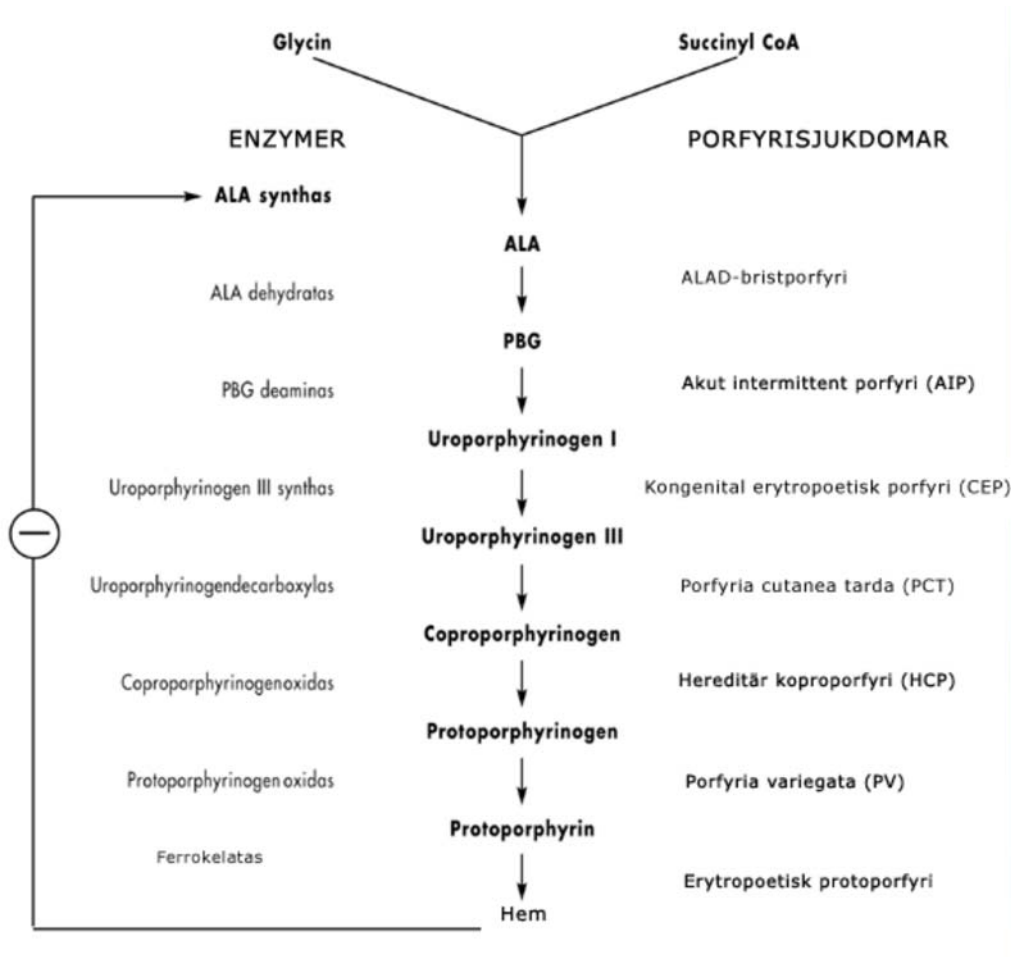 Glycin
Succinyl CoA
ENZYMER
PORFYRISJUKDOMAR
ALA synthas
ALA
ALA dehydratas
ALAD-bristporfyri
PBG
PBG deaminas
Akut intermittent porfyri (AIP)
Uroporphyrinogen I
Uroporphyrinogen III synthas
Kongenital erytropoetisk porfyri (CEP)
Uroporphyrinogen III
Uroporphyrinogendecarboxylas
Porfyria cutanea tarda (PCT)
Coproporphyrinogen
Coproporphyrinogenoxidas
Hereditär koproporfyri (HCP)
Protoporphyrinogen
Protoporphyrinogenoxidas
Porfyria variegata (PV)
Protoporphyrin
Ferrokelatas
Erytropoetisk protoporfyri
Hem